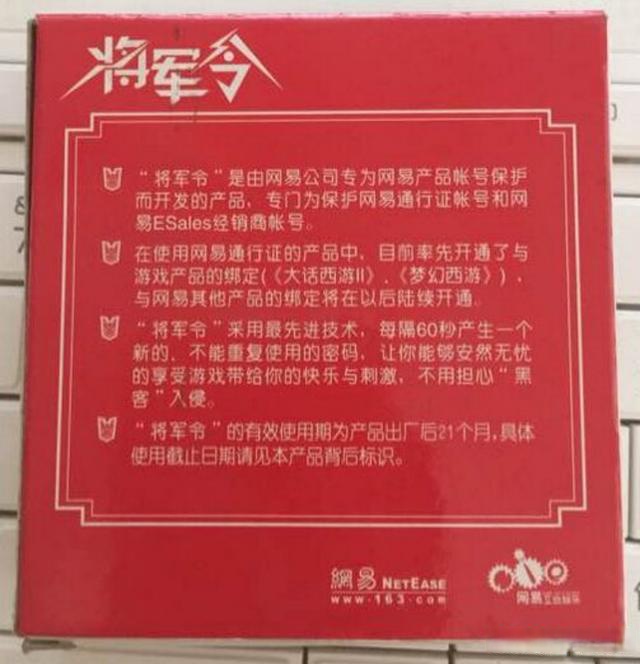 将军令
“将军令”是由网易公司专为网易产品帐号保护
而开发的产品，专门为保护网易通行证帐号和网
易ESales经销商帐号。
在使用网易通行证的产品中，目前率先开通了与
游戏产品的绑定(《大话西游II》、《梦幻西游》)，
与网易其他产品的绑定将在以后陆续开通。
“将军令”采用最先进技术，每隔60秒产生一个
新的、不能重复使用的密码，让你能够安然无忧
的享受游戏带给你的快乐与刺激，不用担心“黑
客”入侵。
“将军令”的有效使用期为产品出厂后21个月，具体
使用截止日期请见本产品背后标识。
網易 NETEASE
www.163.com
网易互动娱乐